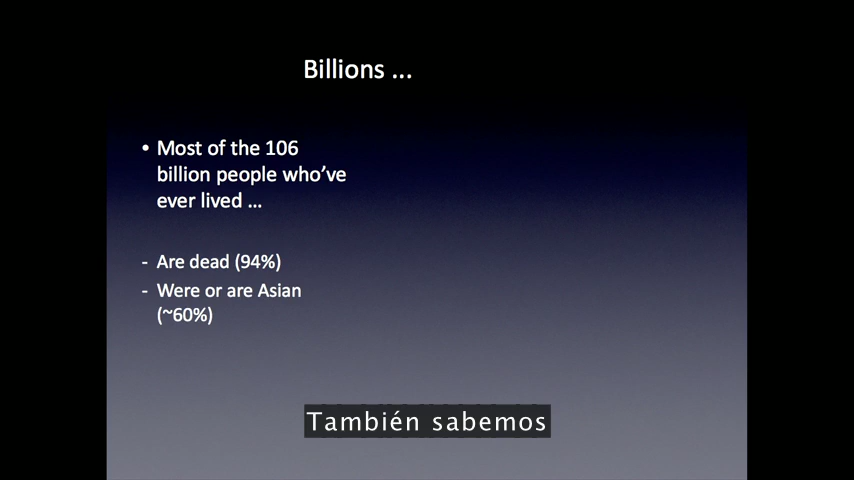 Billions ...
• Most of the 106
billion people who’ve
ever lived ...
- Are dead (94%)
- Were or are Asian
(~60%)
También sabemos